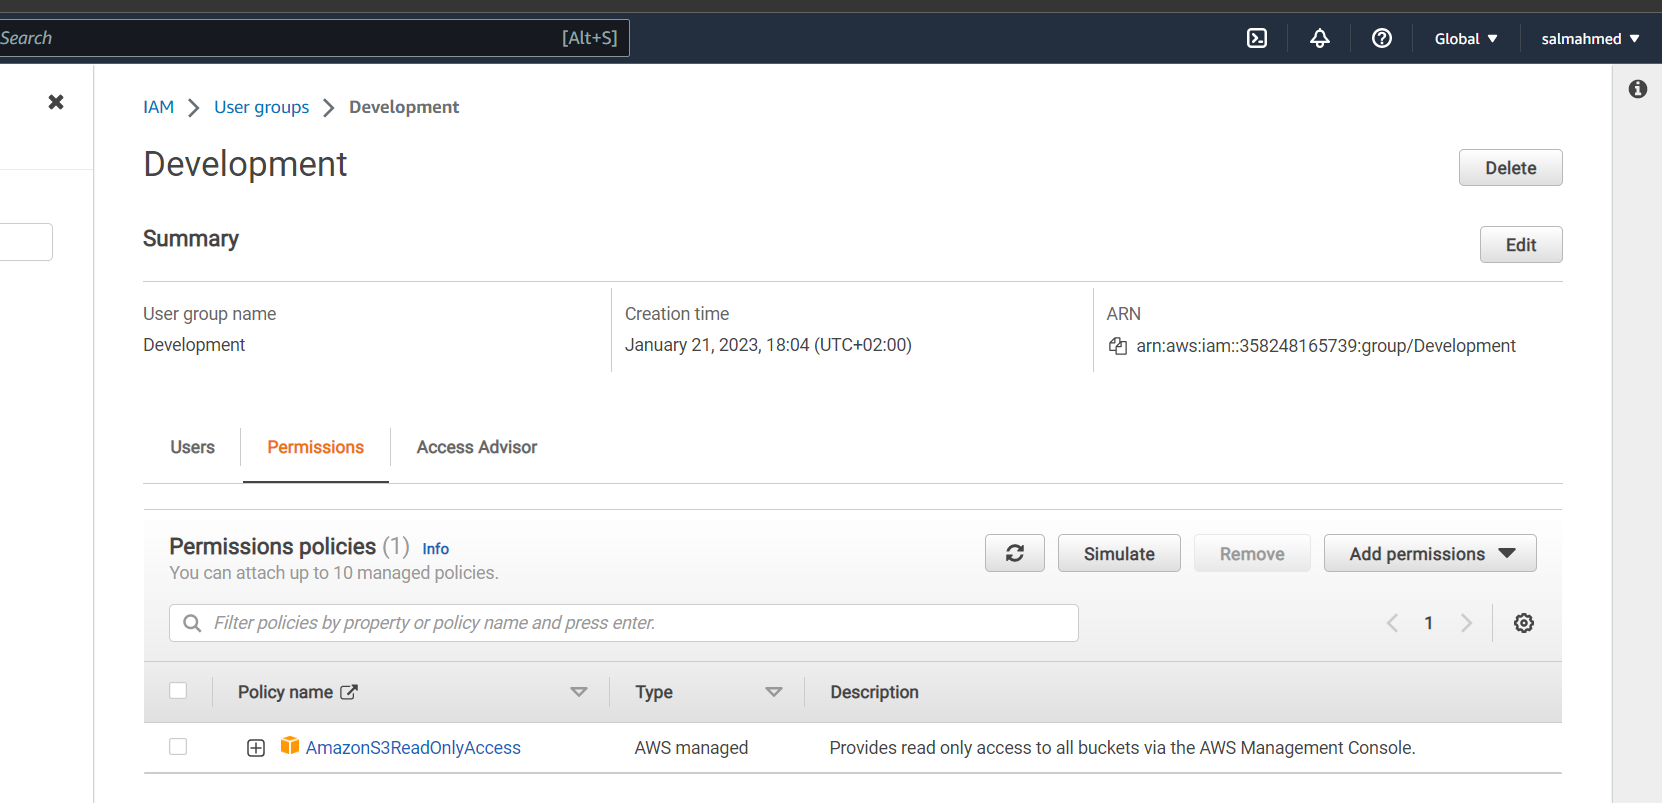 Search [Alt+S] Global salmahmed
IAM User groups Development
Development
Delete
Summary
Edit
User group name Creation time ARN
Development January 21, 2023, 18:04 (UTC+02:00) arn:aws:iam::358248165739:group/Development
Users Permissions Access Advisor
Permissions policies (1) Info
You can attach up to 10 managed policies.
Simulate Remove Add permissions
Filter policies by property or policy name and press enter.
1
Policy name Type Description
AmazonS3ReadOnlyAccess AWS managed Provides read only access to all buckets via the AWS Management Console.